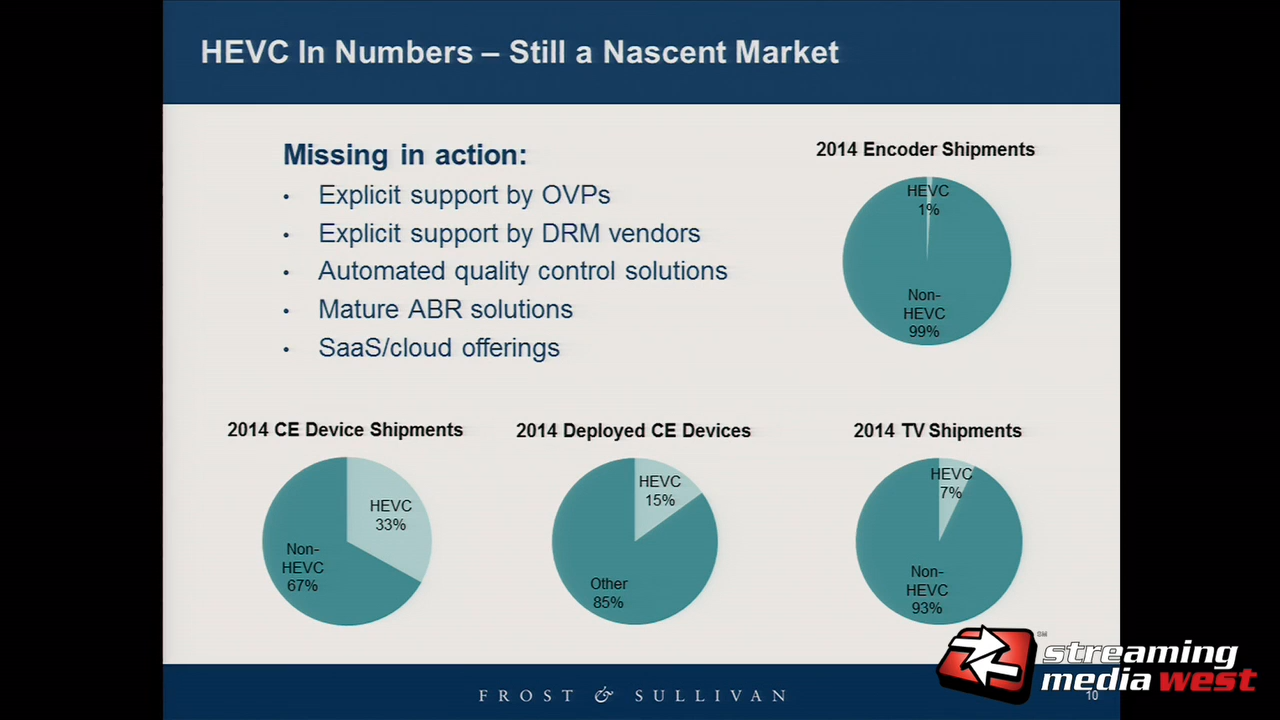 HEVC In Numbers – Still a Nascent Market
Missing in action:
• Explicit support by OVPs
• Explicit support by DRM vendors
• Automated quality control solutions
• Mature ABR solutions
• SaaS/cloud offerings
2014 Encoder Shipments
HEVC
1%
Non-
HEVC
99%
2014 CE Device Shipments
HEVC
33%
Non-
HEVC
67%
2014 Deployed CE Devices
HEVC
15%
Other
85%
2014 TV Shipments
HEVC
7%
Non-
HEVC
93%
FROST & SULLIVAN
10
SM
streaming
media west